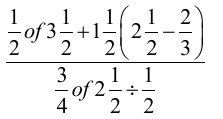 1/2 of 3 1/2 + 1 1/2 ( 2 1/2 − 2/3 )
3/4 of 2 1/2 ÷ 1/2